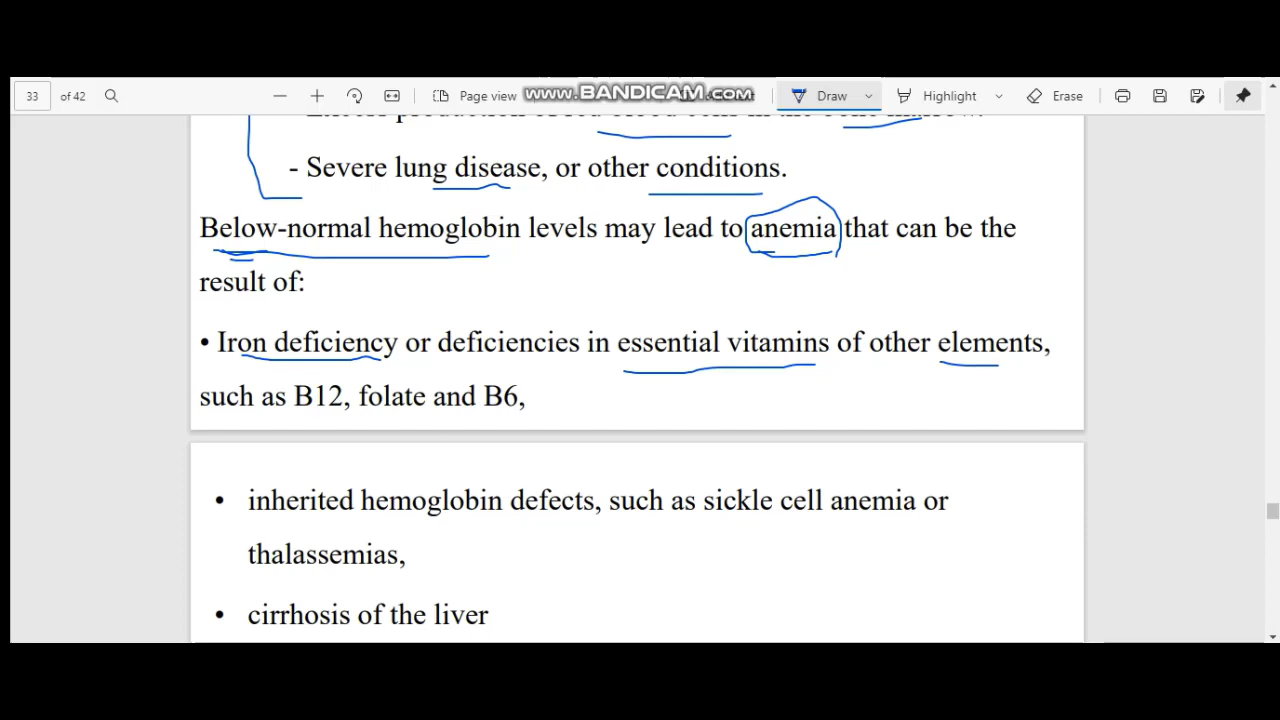 33 of 42 Page view Draw Highlight Erase
www.BANDICAM.com
in the
- Severe lung disease, or other conditions.
Below-normal hemoglobin levels may lead to anemia that can be the
result of:
• Iron deficiency or deficiencies in essential vitamins of other elements,
such as B12, folate and B6,
• inherited hemoglobin defects, such as sickle cell anemia or
thalassemias,
• cirrhosis of the liver